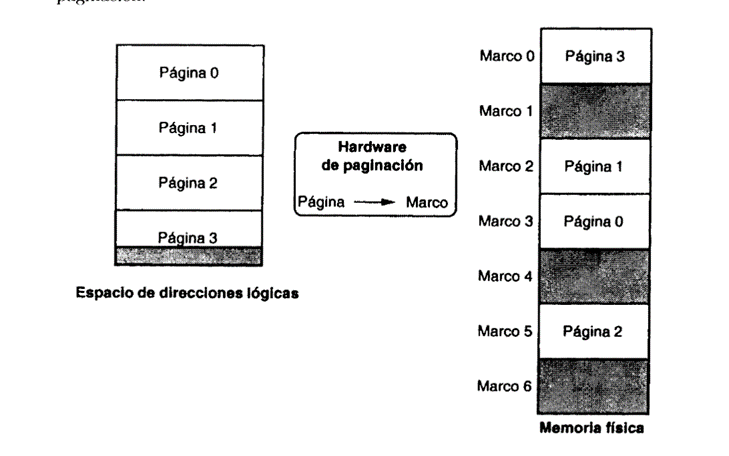 paginación.
Página 0
Página 1
Página 2
Página 3
Espacio de direcciones lógicas
Hardware
de paginación
Página Marco
Marco 0 Página 3
Marco 1
Marco 2 Página 1
Marco 3 Página 0
Marco 4
Marco 5 Página 2
Marco 6
Memoria física